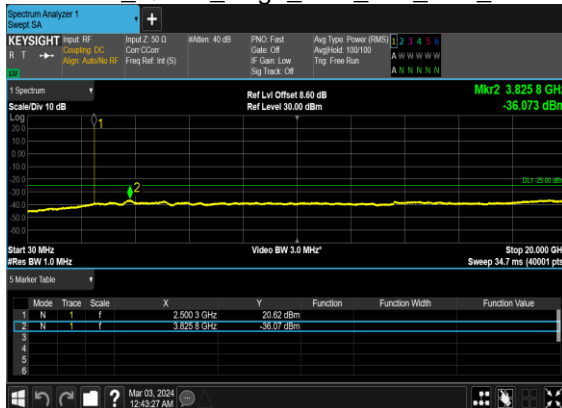 Spectrum Analyzer 1
Swept SA
+
KEYSIGHT
R T
Input: RF
Coupling: DC
Align: Auto/No RF
Input Z: 50 Ω
Corr CCorr
Freq Ref: Int (S)
#Atten: 40 dB
PNO: Fast
Gate: Off
IF Gain: Low
Sig Track: Off
Avg Type: Power (RMS)
Avg|Hold: 100/100
Trig: Free Run
1 2 3 4 5 6
A W W W W W
A N N N N N
1 Spectrum
Scale/Div 10 dB
Ref Lvl Offset 8.60 dB
Ref Level 30.00 dBm
Mkr2 3.825 8 GHz
-36.073 dBm
Log
20.0
10.0
0.00
-10.0
-20.0
-30.0
-40.0
-50.0
-60.0
1
2
DL1 -25.00 dBm
Start 30 MHz
#Res BW 1.0 MHz
Video BW 3.0 MHz*
Stop 20.000 GHz
Sweep 34.7 ms (40001 pts)
5 Marker Table
Mode Trace Scale X Y Function Function Width Function Value
1 N 1 f 2.500 3 GHz 20.62 dBm
2 N 1 f 3.825 8 GHz -36.07 dBm
3
4
5
6
?
Mar 03, 2024
12:43:27 AM